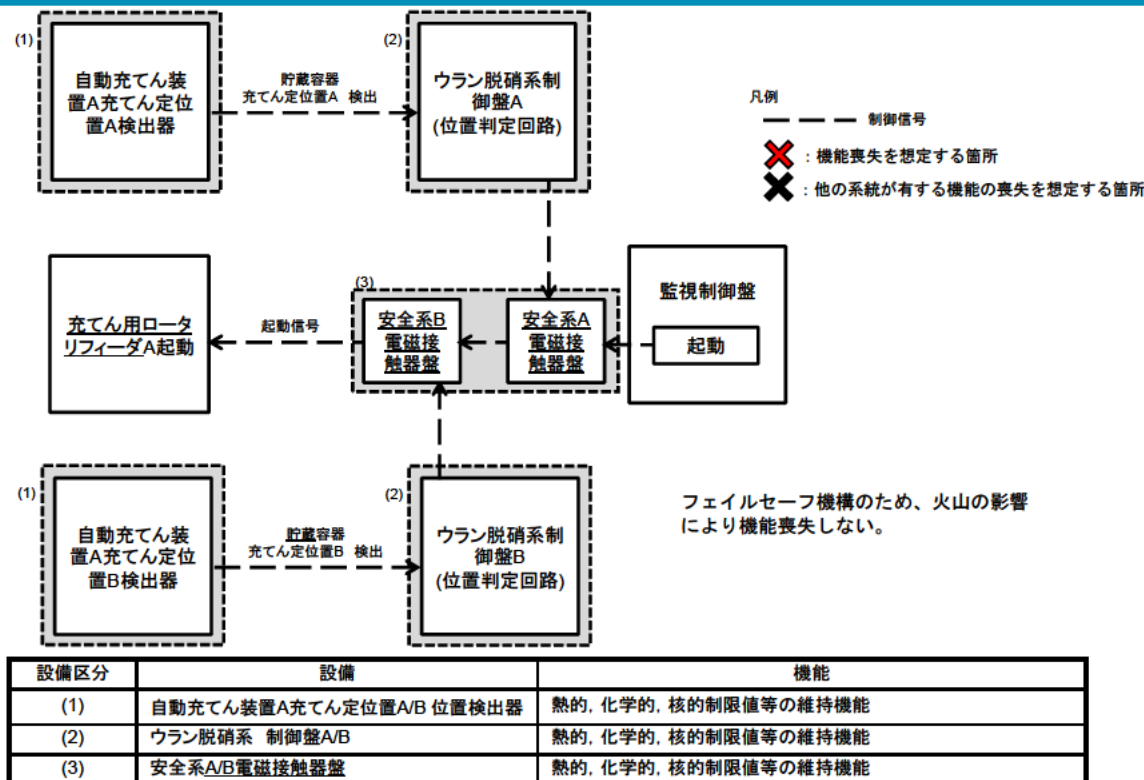 (1)
自動充てん装
置A充てん定位
置A検出器
貯蔵容器
充てん定位置A 検出
(2)
ウラン脱硝系制
御盤A
(位置判定回路)
凡例
制御信号
:機能喪失を想定する箇所
:他の系統が有する機能の喪失を想定する箇所
充てん用ロータ
リフィーダA起動
起動信号
(3)
安全系B
電磁接
触器盤
安全系A
電磁接
触器盤
監視制御盤
起動
(1)
自動充てん装
置A充てん定位
置B検出器
貯蔵容器
充てん定位置B 検出
(2)
ウラン脱硝系制
御盤B
(位置判定回路)
フェイルセーフ機構のため、火山の影響
により機能喪失しない。
設備区分 設備 機能
(1) 自動充てん装置A充てん定位置A/B 位置検出器 熱的, 化学的, 核的制限値等の維持機能
(2) ウラン脱硝系 制御盤A/B 熱的, 化学的, 核的制限値等の維持機能
(3) 安全系A/B電磁接触器盤 熱的, 化学的, 核的制限値等の維持機能